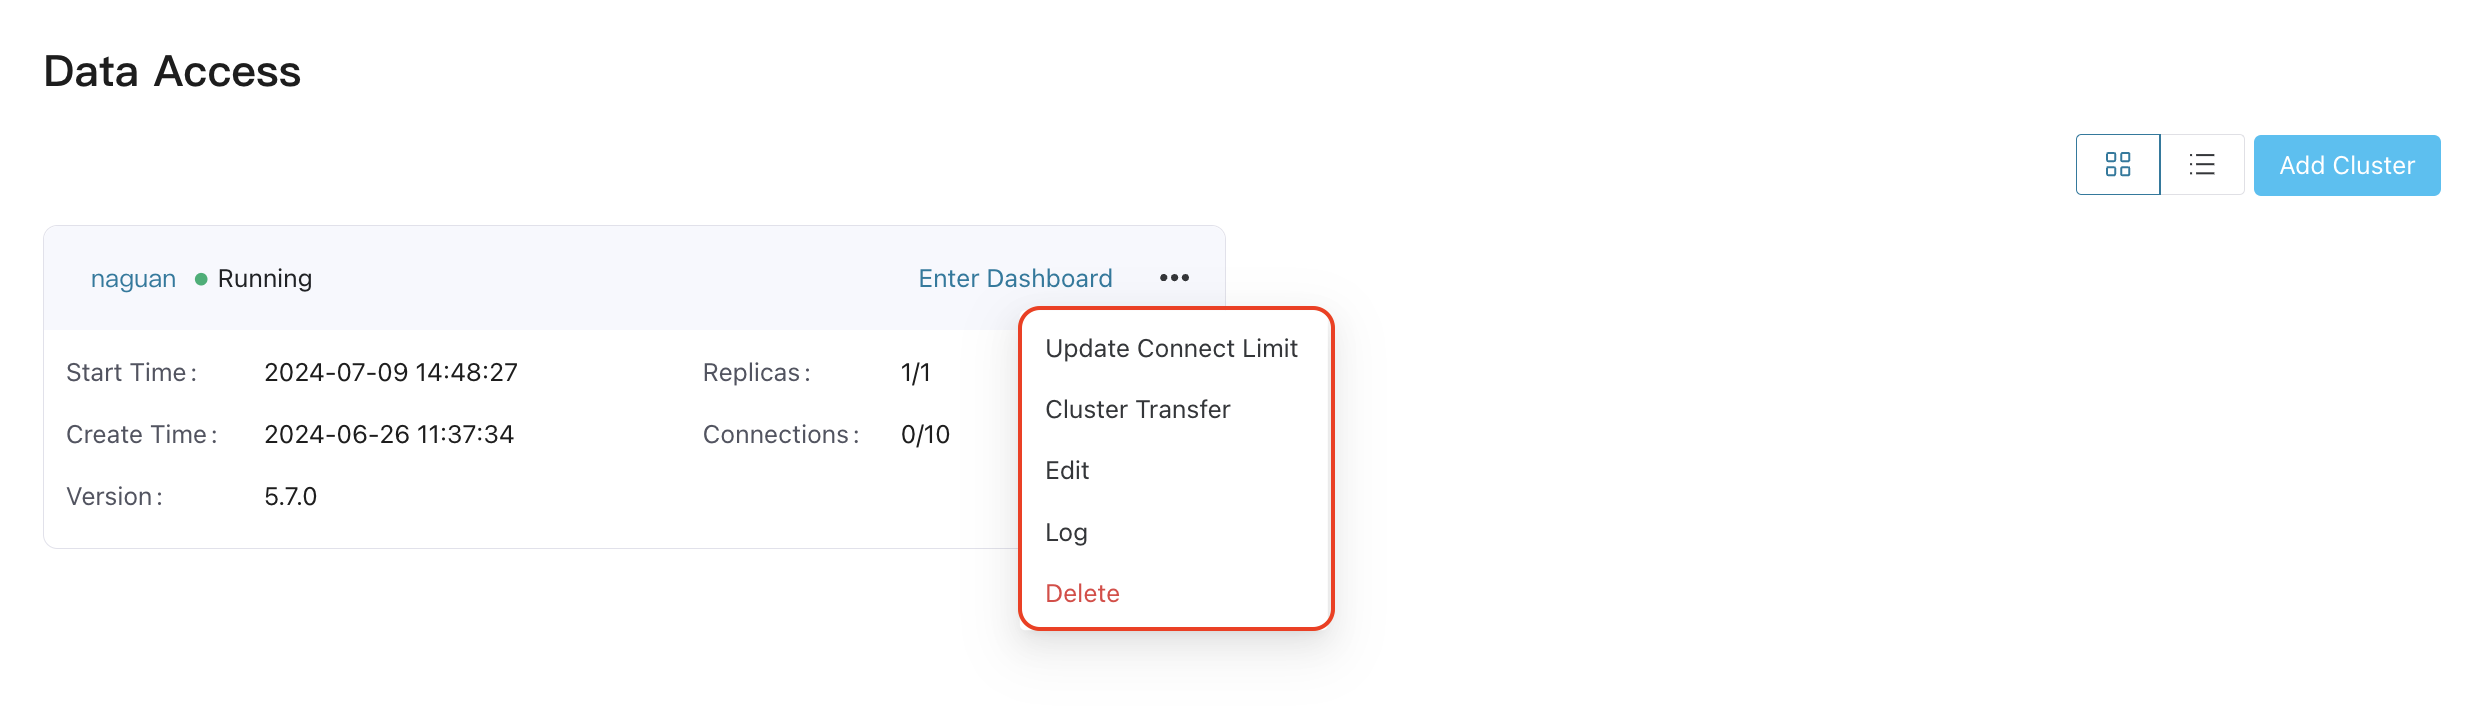 Data Access
Add Cluster
naguan Running Enter Dashboard •••
Start Time: 2024-07-09 14:48:27 Replicas: 1/1
Create Time: 2024-06-26 11:37:34 Connections: 0/10
Version: 5.7.0
Update Connect Limit
Cluster Transfer
Edit
Log
Delete